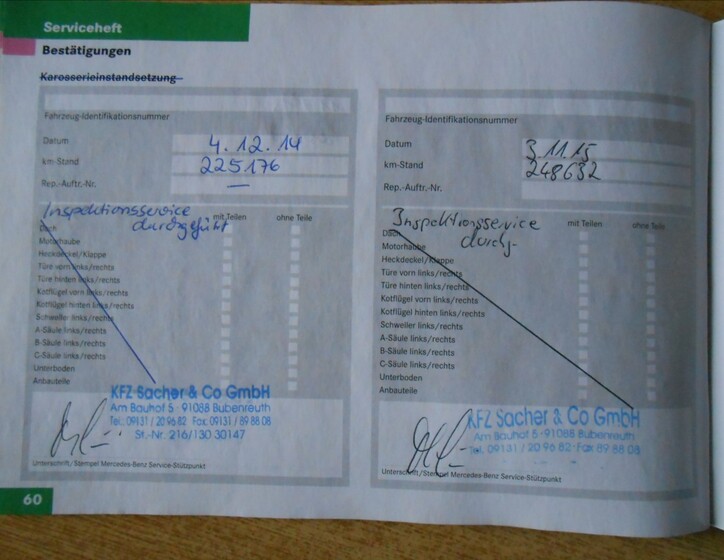 Serviceheft
Bestätigungen
Karosserieinstandsetzung
Fahrzeug-Identifikationsnummer
Datum 4.12.14
km-Stand 225176
Rep.-Auftr.-Nr. —
Inspektionsservice
durchgeführt
mit Teilen ohne Teile
Dach
Motorhaube
Heckdeckel/Klappe
Türe vorn links/rechts
Türe hinten links/rechts
Kotflügel vorn links/rechts
Kotflügel hinten links/rechts
Schweller links/rechts
A-Säule links/rechts
B-Säule links/rechts
C-Säule links/rechts
Unterboden
Anbauteile
KFZ Sacher & Co GmbH
Am Bauhof 5 · 91088 Bubenreuth
Tel.: 09131 / 20 96 82 Fax: 09131 / 89 88 08
St.-Nr. 216/130 30147
Unterschrift/Stempel Mercedes-Benz Service-Stützpunkt
60
Fahrzeug-Identifikationsnummer
Datum 3.11.15
km-Stand 248632
Rep.-Auftr.-Nr.
Inspektionsservice
durchg.
mit Teilen ohne Teile
Dach
Motorhaube
Heckdeckel/Klappe
Türe vorn links/rechts
Türe hinten links/rechts
Kotflügel vorn links/rechts
Kotflügel hinten links/rechts
Schweller links/rechts
A-Säule links/rechts
B-Säule links/rechts
C-Säule links/rechts
Unterboden
Anbauteile
KFZ Sacher & Co GmbH
Am Bauhof 5 · 91088 Bubenreuth
Tel. 09131 / 20 96 82 · Fax 89 88 08
Unterschrift/Stempel Mercedes-Benz Service-Stützpunkt